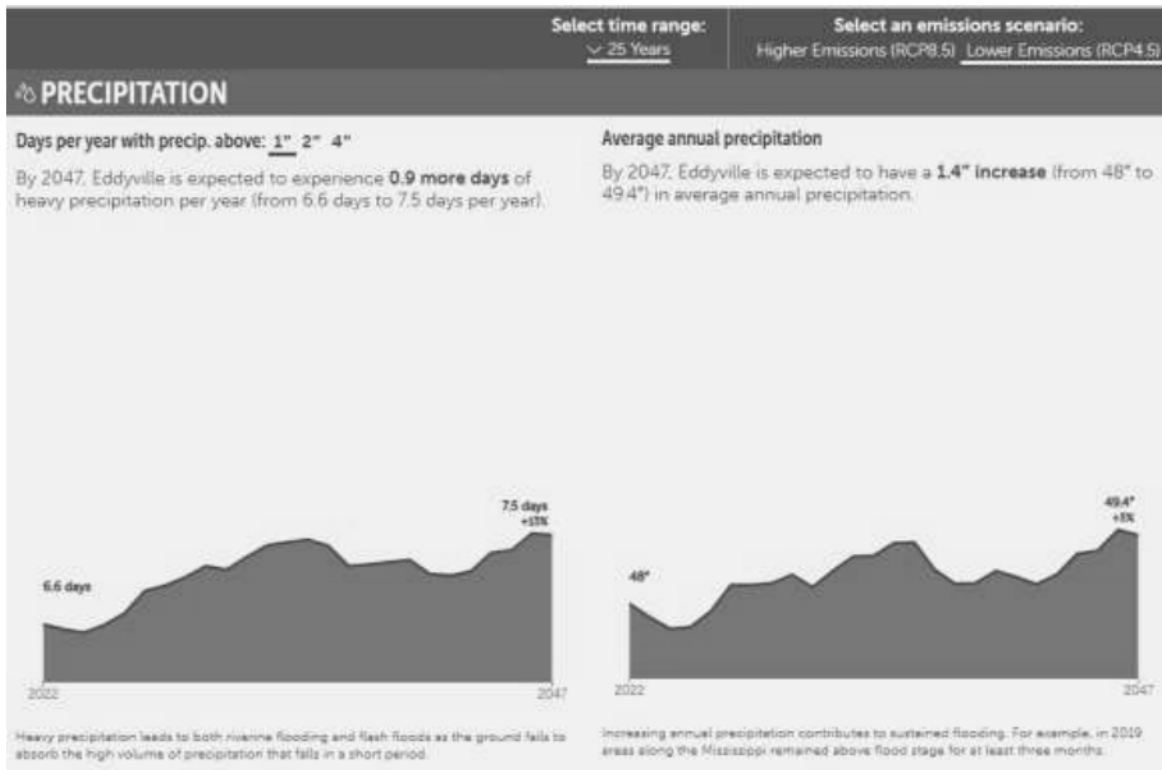 Select time range:
25 Years
Select an emissions scenario:
Higher Emissions (RCP8.5) Lower Emissions (RCP4.5)
PRECIPITATION
Days per year with precip. above: 1" 2" 4"
By 2047, Eddyville is expected to experience 0.9 more days of
heavy precipitation per year (from 6.6 days to 7.5 days per year).
7.5 days
+13%
6.6 days
2022
2047
Heavy precipitation leads to both riverine flooding and flash floods as the ground fails to
absorb the high volume of precipitation that falls in a short period.
Average annual precipitation
By 2047, Eddyville is expected to have a 1.4" increase (from 48" to
49.4") in average annual precipitation.
49.4"
+3%
48"
2022
2047
Increasing annual precipitation contributes to sustained flooding. For example, in 2019
areas along the Mississippi remained above flood stage for at least three months.